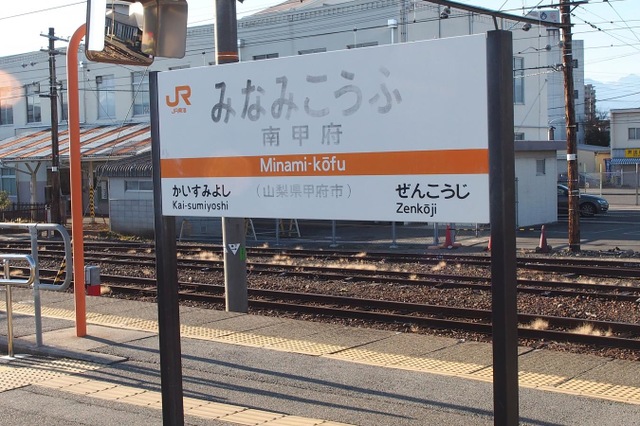 JR
JR東海
みなみこうふ
南甲府
Minami-kōfu
かいすみよし
Kai-sumiyoshi
(山梨県甲府市)
ぜんこうじ
Zenkōji